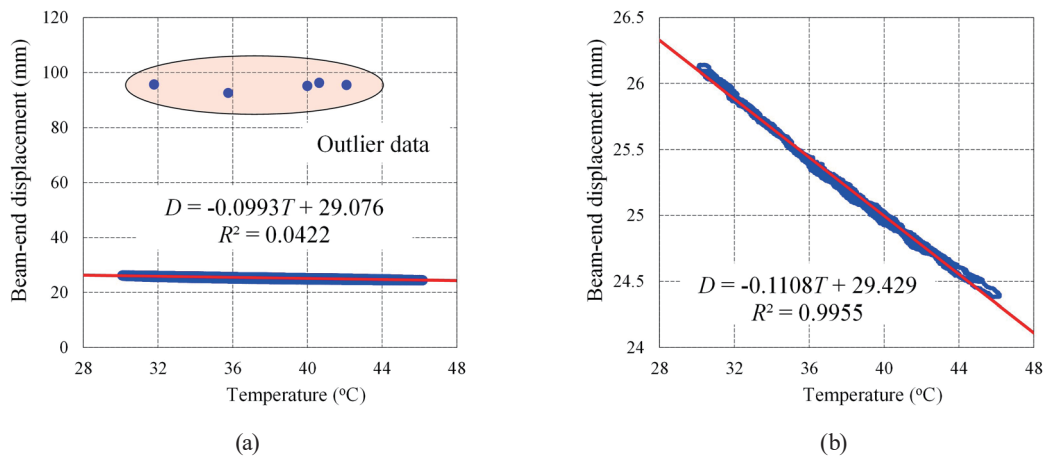 120
100
80
60
40
20
0
Beam-end displacement (mm)
Outlier data
D = -0.0993T + 29.076
R² = 0.0422
28 32 36 40 44 48
Temperature (ºC)
(a)
26.5
26
25.5
25
24.5
24
Beam-end displacement (mm)
D = -0.1108T + 29.429
R² = 0.9955
28 32 36 40 44 48
Temperature (ºC)
(b)